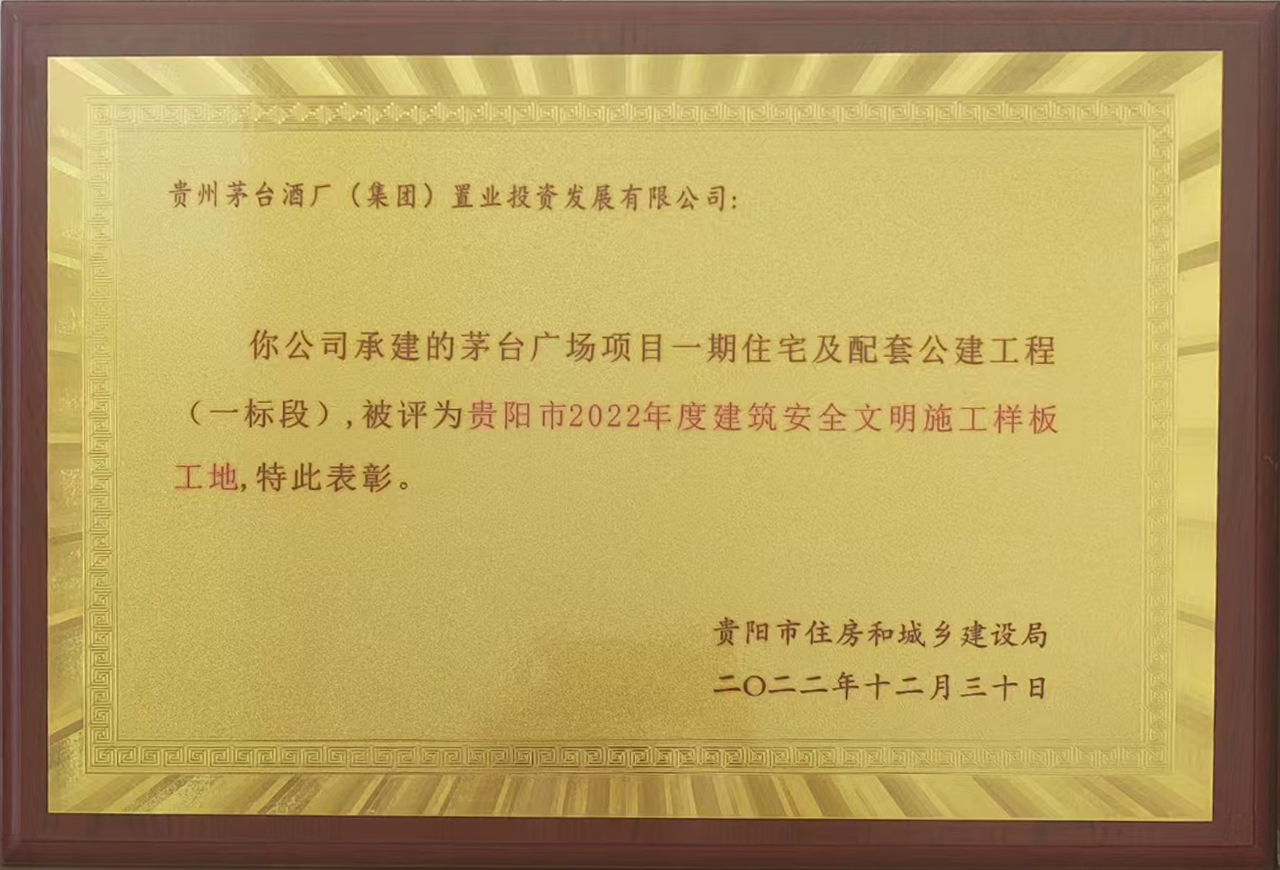 贵州茅台酒厂（集团）置业投资发展有限公司:
你公司承建的茅台广场项目一期住宅及配套公建工程
（一标段）,被评为贵阳市2022年度建筑安全文明施工样板
工地,特此表彰。
贵阳市住房和城乡建设局
二〇二二年十二月三十日